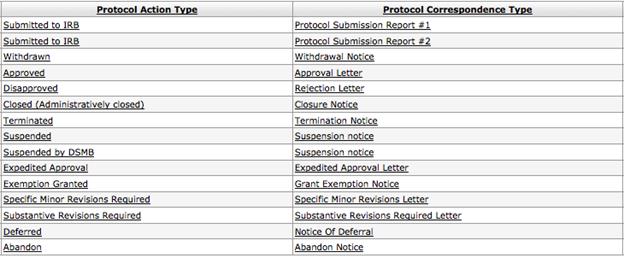 Protocol Action Type Protocol Correspondence Type
Submitted to IRB Protocol Submission Report #1
Submitted to IRB Protocol Submission Report #2
Withdrawn Withdrawal Notice
Approved Approval Letter
Disapproved Rejection Letter
Closed (Administratively closed) Closure Notice
Terminated Termination Notice
Suspended Suspension notice
Suspended by DSMB Suspension notice
Expedited Approval Expedited Approval Letter
Exemption Granted Grant Exemption Notice
Specific Minor Revisions Required Specific Minor Revisions Letter
Substantive Revisions Required Substantive Revisions Required Letter
Deferred Notice Of Deferral
Abandon Abandon Notice